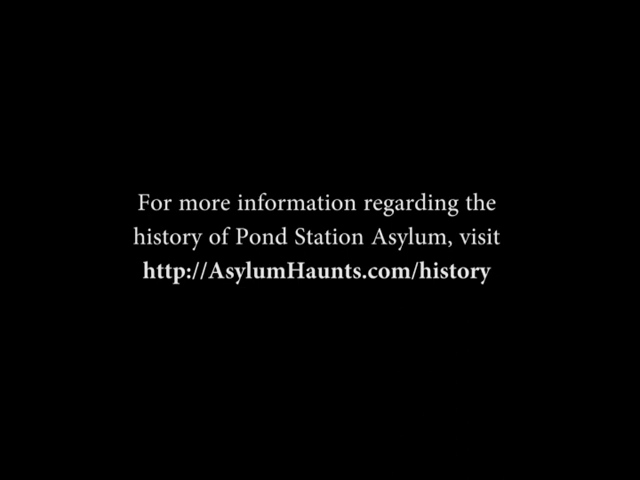 For more information regarding the
history of Pond Station Asylum, visit
http://AsylumHaunts.com/history